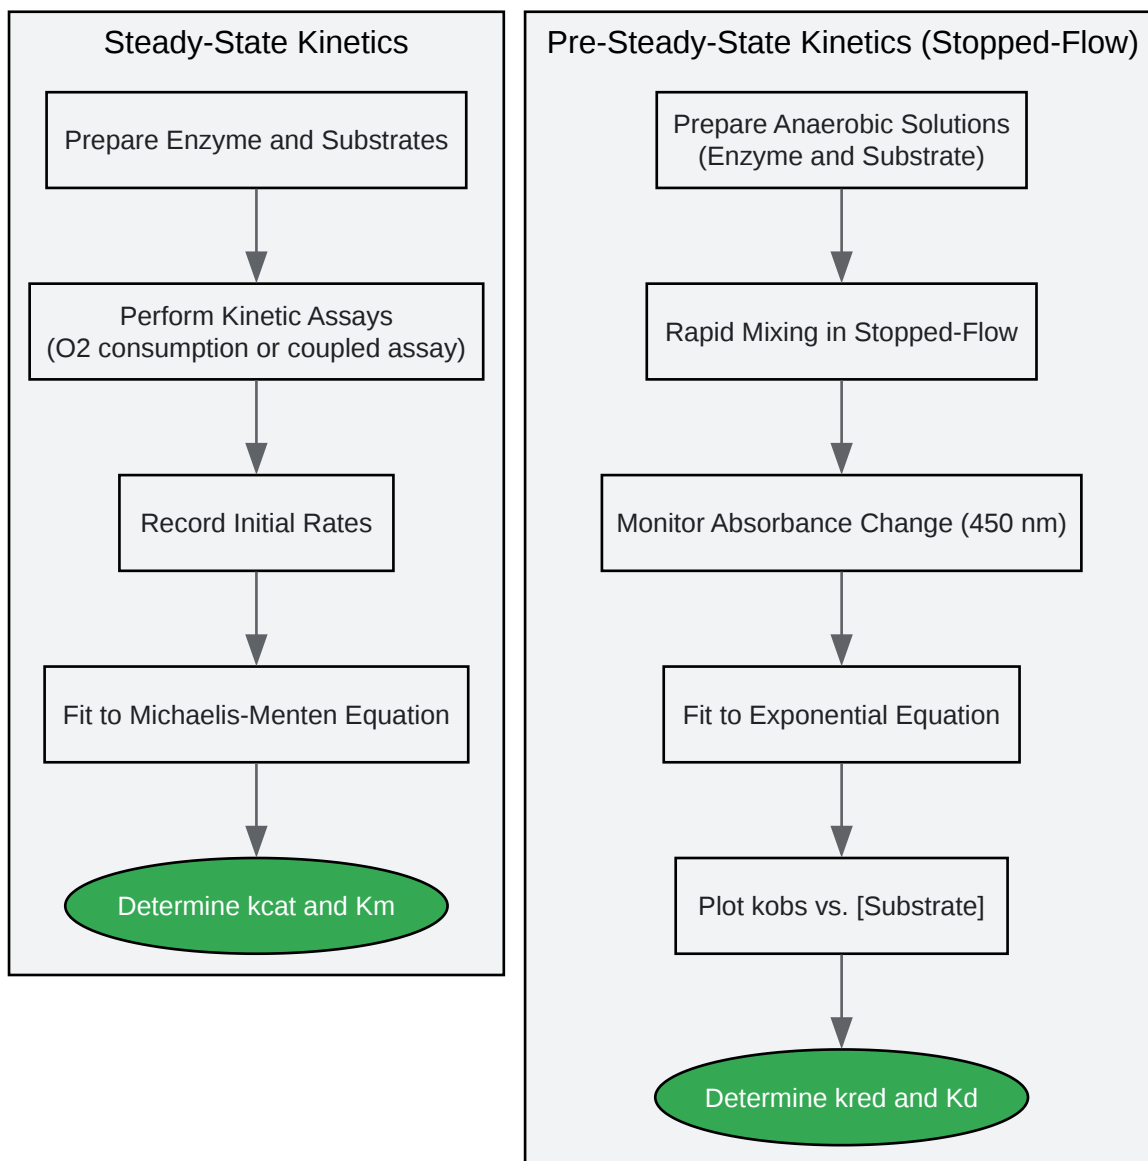 Steady-State Kinetics
Prepare Enzyme and Substrates
Perform Kinetic Assays
(O2 consumption or coupled assay)
Record Initial Rates
Fit to Michaelis-Menten Equation
Determine kcat and Km
Pre-Steady-State Kinetics (Stopped-Flow)
Prepare Anaerobic Solutions
(Enzyme and Substrate)
Rapid Mixing in Stopped-Flow
Monitor Absorbance Change (450 nm)
Fit to Exponential Equation
Plot kobs vs. [Substrate]
Determine kred and Kd